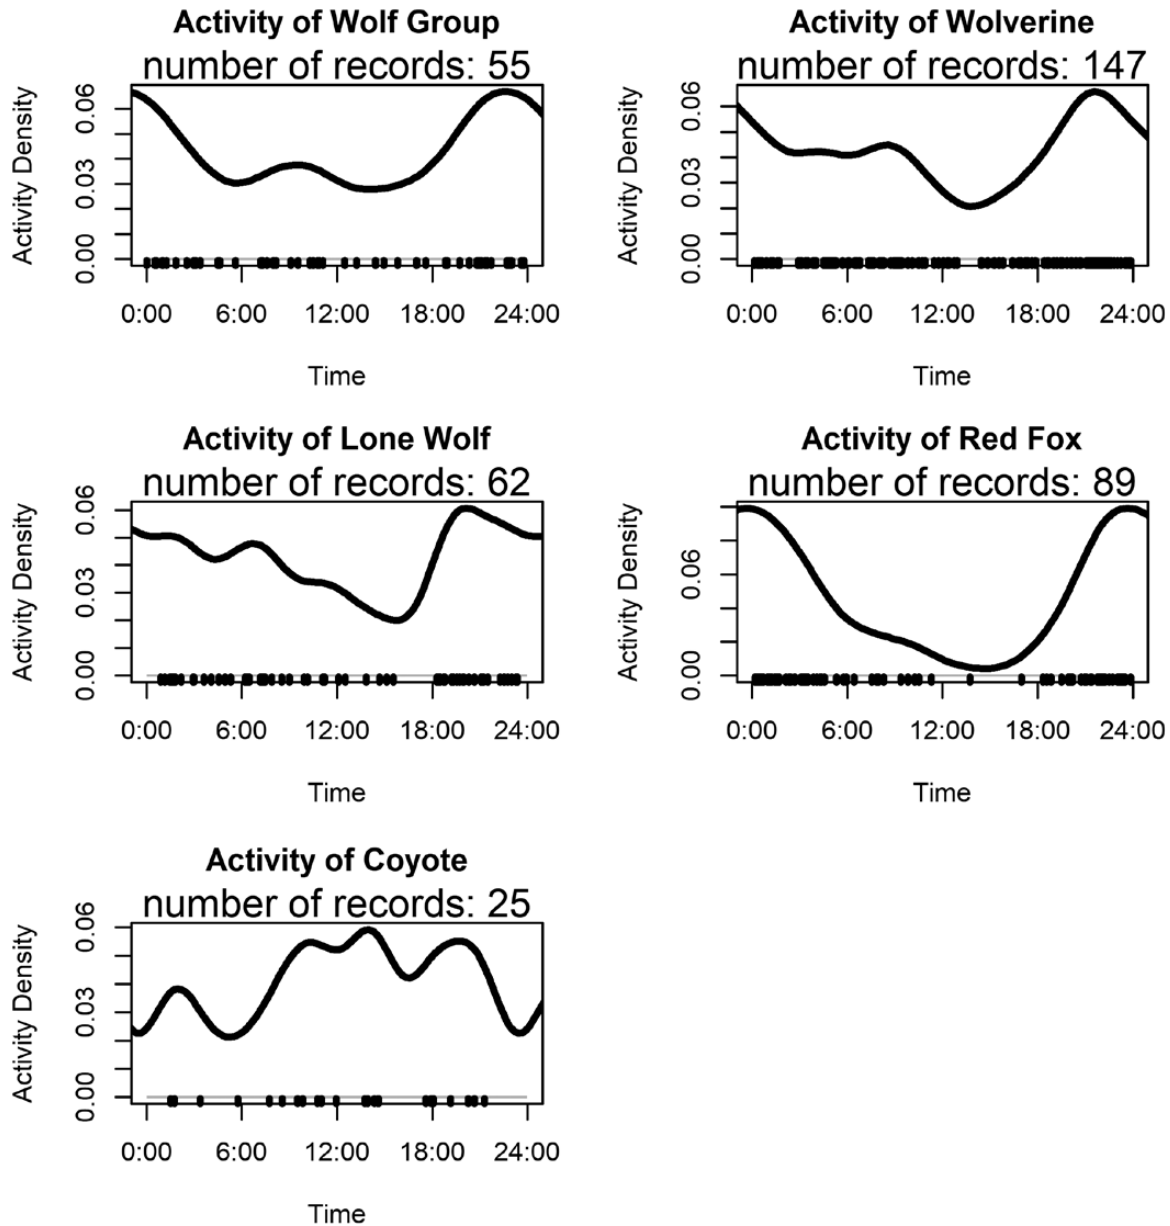 Activity of Wolf Group
number of records: 55
Activity Density
0.06
0.03
0.00
0:00 6:00 12:00 18:00 24:00
Time
Activity of Wolverine
number of records: 147
Activity Density
0.06
0.03
0.00
0:00 6:00 12:00 18:00 24:00
Time
Activity of Lone Wolf
number of records: 62
Activity Density
0.06
0.03
0.00
0:00 6:00 12:00 18:00 24:00
Time
Activity of Red Fox
number of records: 89
Activity Density
0.06
0.00
0:00 6:00 12:00 18:00 24:00
Time
Activity of Coyote
number of records: 25
Activity Density
0.06
0.03
0.00
0:00 6:00 12:00 18:00 24:00
Time